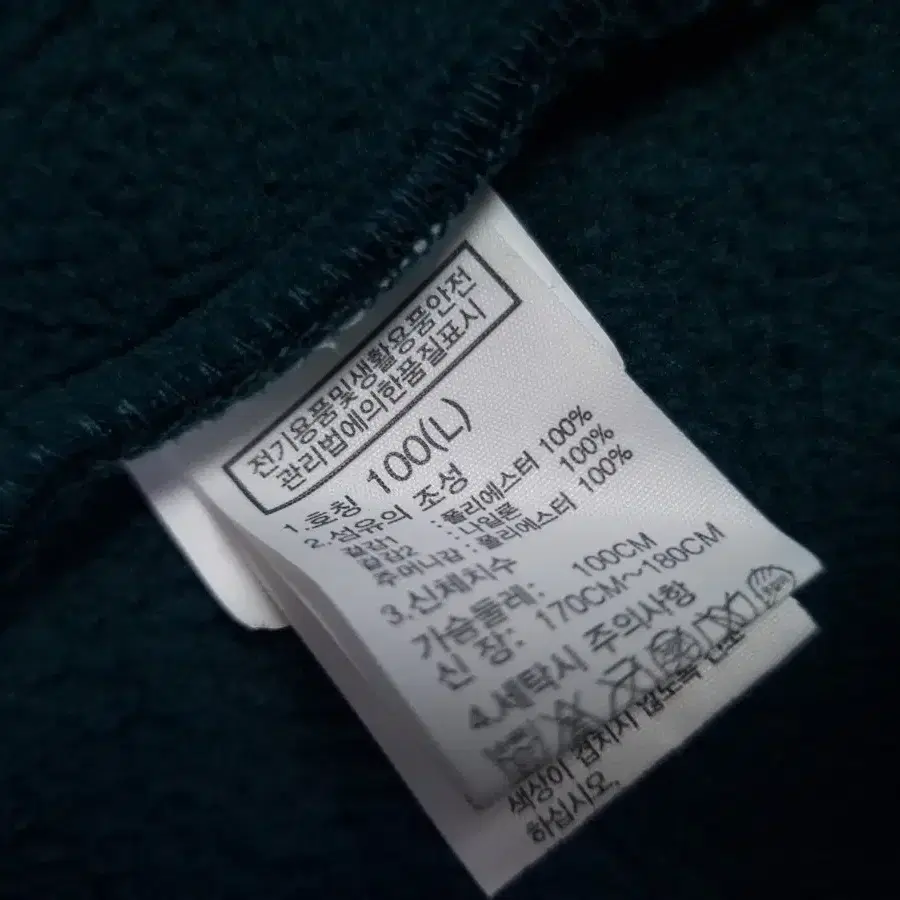 전기용품및생활용품안전
관리법에의한품질표시
1.호칭 100(L)
2.섬유의 조성
겉감1 : 폴리에스터 100%
겉감2 : 나일론 100%
주머니감 : 폴리에스터 100%
3.신체치수
가슴둘레: 100CM
신 장: 170CM~180CM
4.세탁시 주의사항
색상이 겹치지 않도록 건조
하십시오.